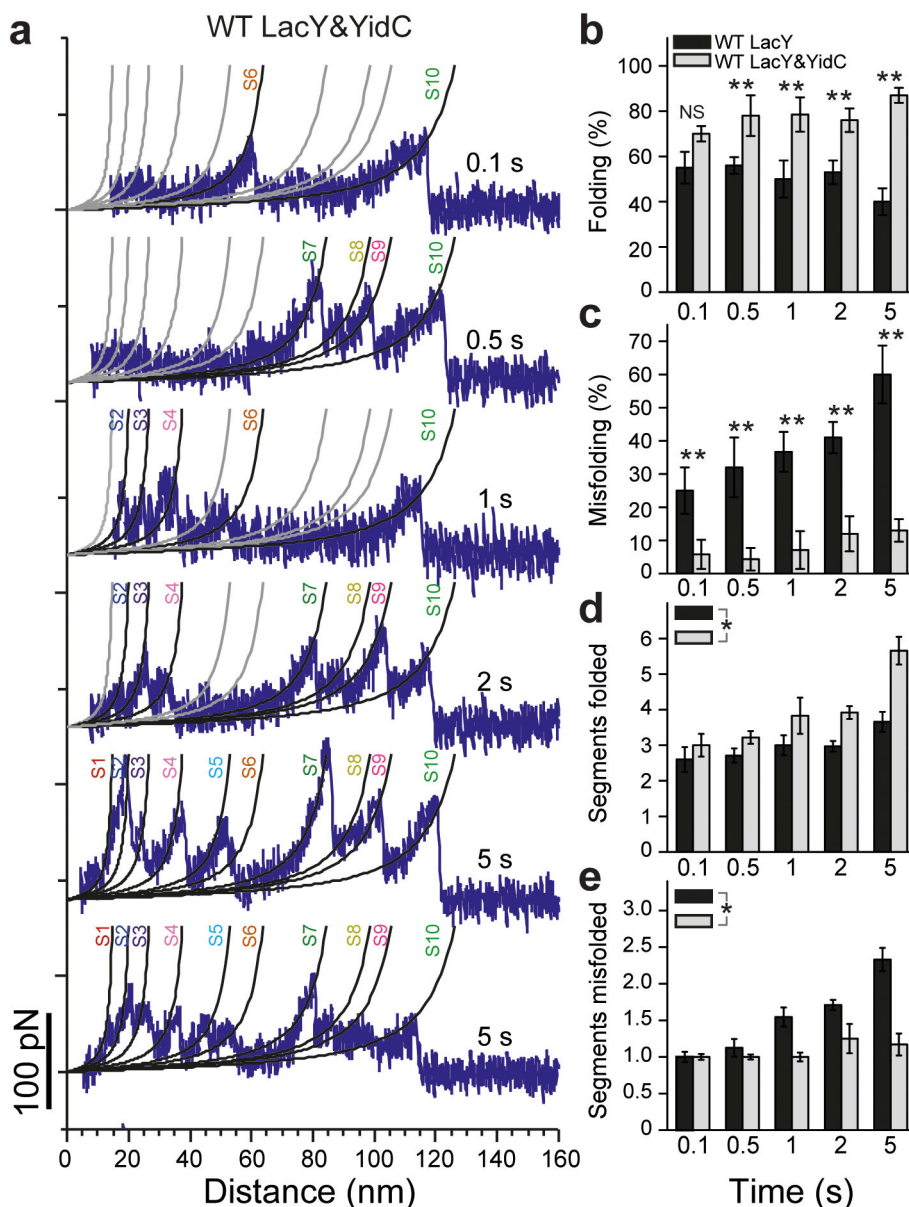 a
WT LacY&YidC
S6
S10
0.1 s
S7
S8
S9
S10
0.5 s
S2
S3
S4
S6
S10
1 s
S2
S3
S4
S7
S8
S9
S10
2 s
S1
S2
S3
S4
S5
S6
S7
S8
S9
S10
5 s
S1
S2
S3
S4
S5
S6
S7
S8
S9
S10
5 s
100 pN
0 20 40 60 80 100 120 140 160
Distance (nm)
b
WT LacY
WT LacY&YidC
Folding (%)
100
80
60
40
20
0
NS ** ** ** **
0.1 0.5 1 2 5
c
Misfolding (%)
70
60
50
40
30
20
10
0
** ** ** ** **
0.1 0.5 1 2 5
d
*
Segments folded
6
5
4
3
2
1
0
0.1 0.5 1 2 5
e
*
Segments misfolded
3.0
2.5
2.0
1.5
1.0
0.5
0
0.1 0.5 1 2 5
Time (s)